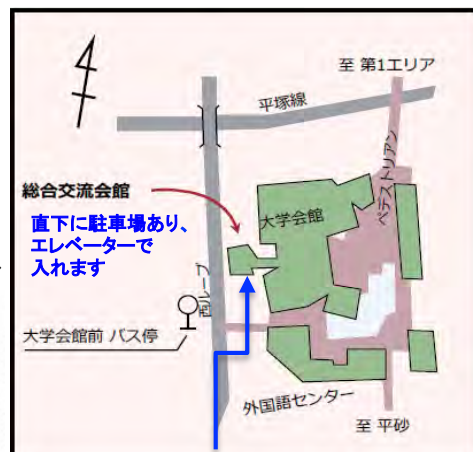 至 第1エリア
平塚線
ペデストリアン
総合交流会館
大学会館
直下に駐車場あり、
エレベーターで
入れます
西ループ
大学会館前 バス停
外国語センター
至 平砂